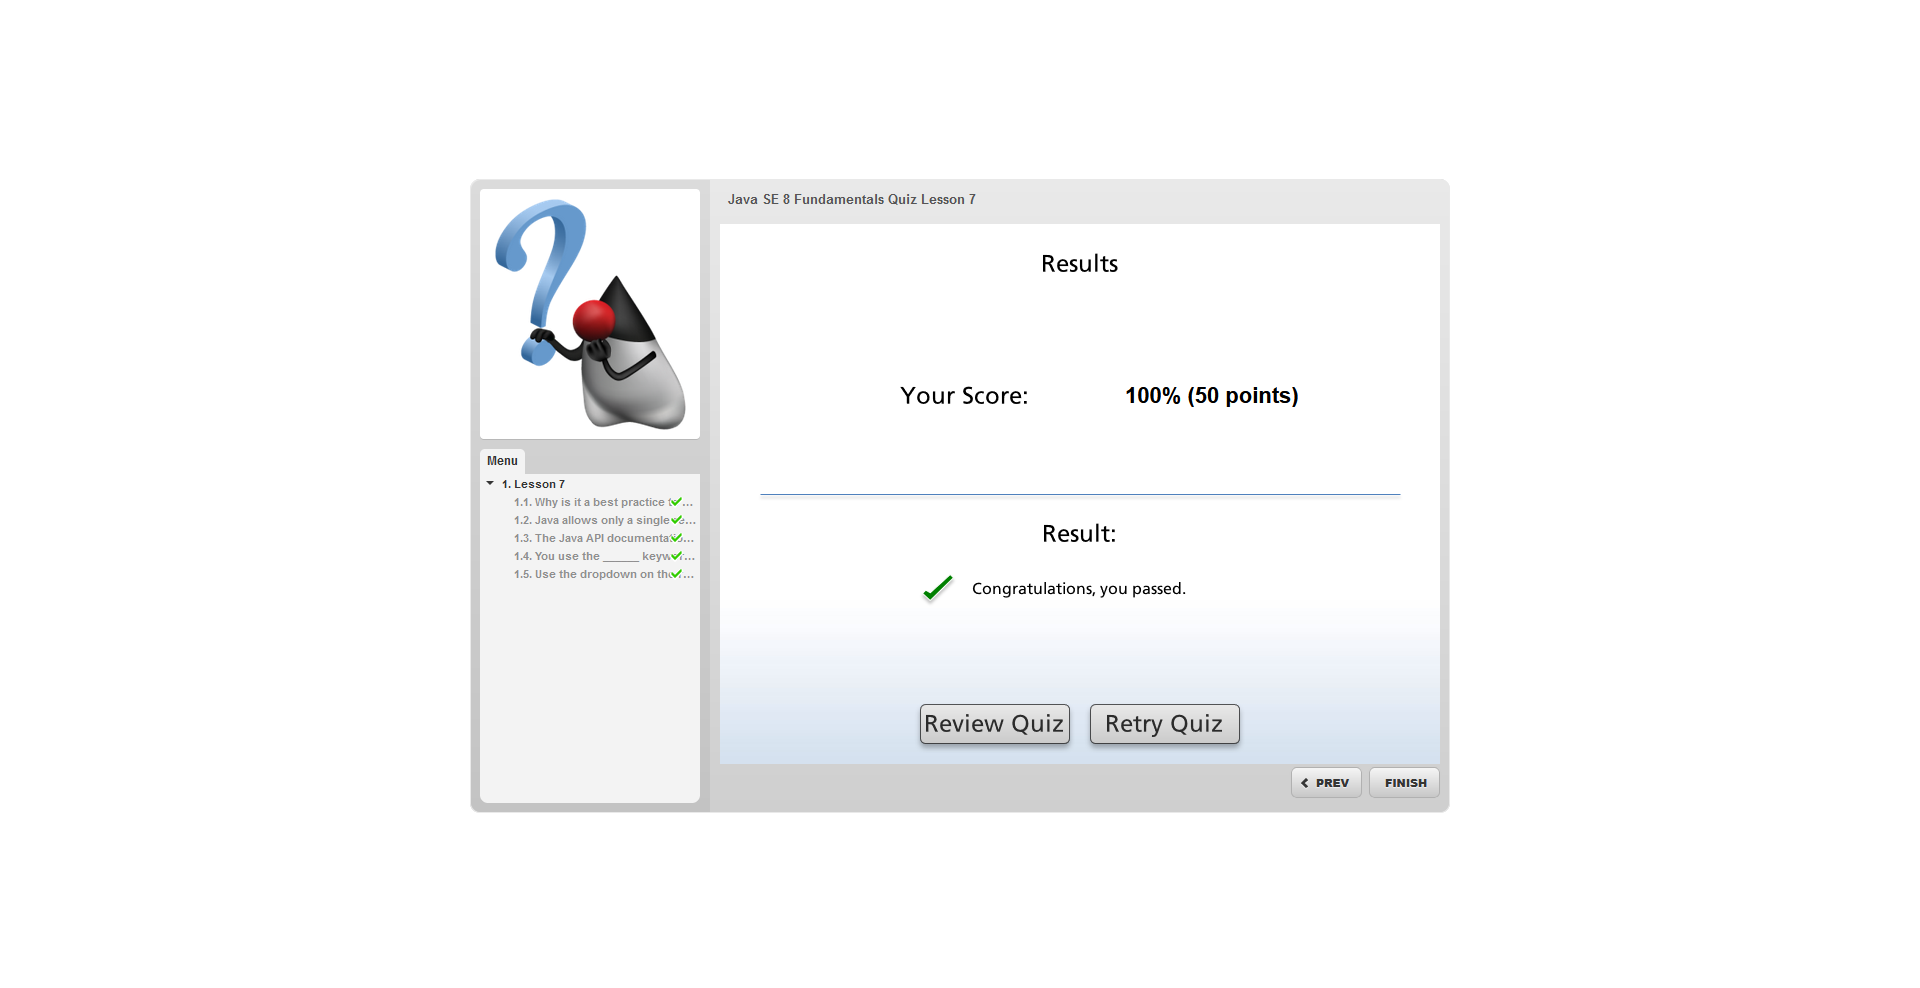 Java SE 8 Fundamentals Quiz Lesson 7
Results
Your Score: 100% (50 points)
Result:
Congratulations, you passed.
Review Quiz Retry Quiz
PREV FINISH
Menu
1. Lesson 7
1.1. Why is it a best practice ...
1.2. Java allows only a single ...
1.3. The Java API ...
1.4. You use the ______ ...
1.5. Use the dropdown on ...